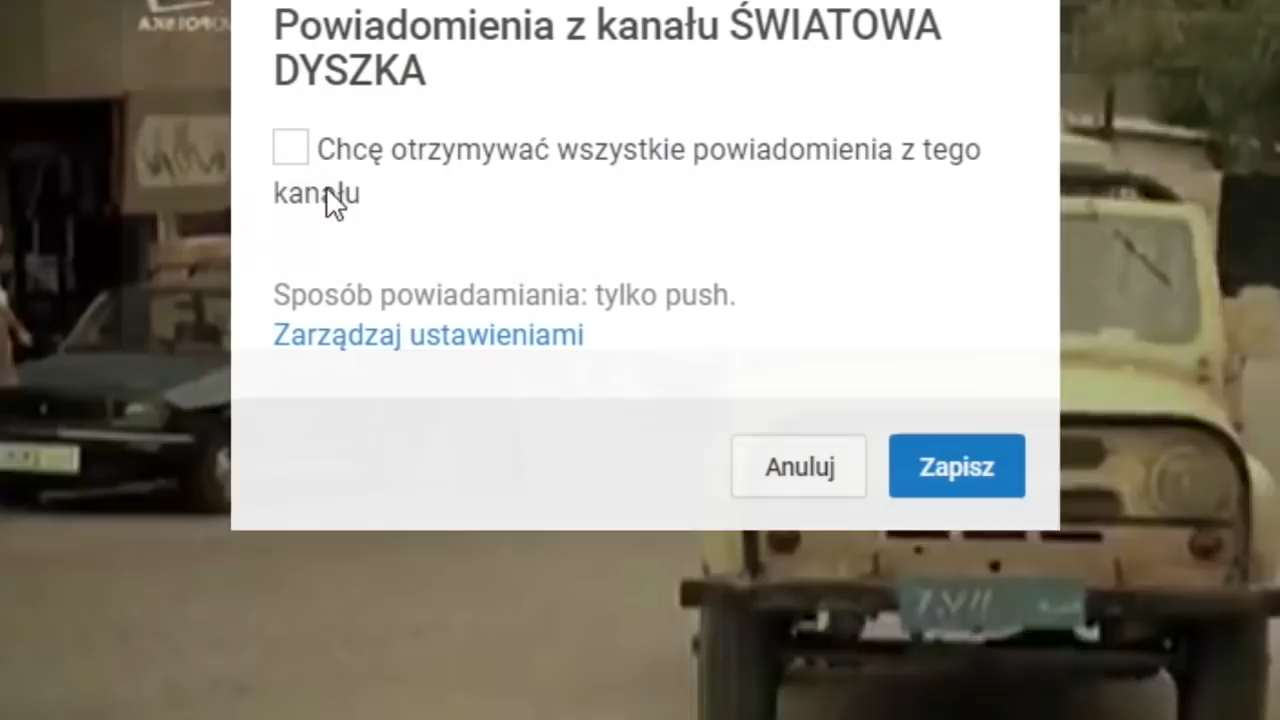 Powiadomienia z kanału ŚWIATOWA
DYSZKA
Chcę otrzymywać wszystkie powiadomienia z tego
kanału
Sposób powiadamiania: tylko push.
Zarządzaj ustawieniami
Anuluj
Zapisz